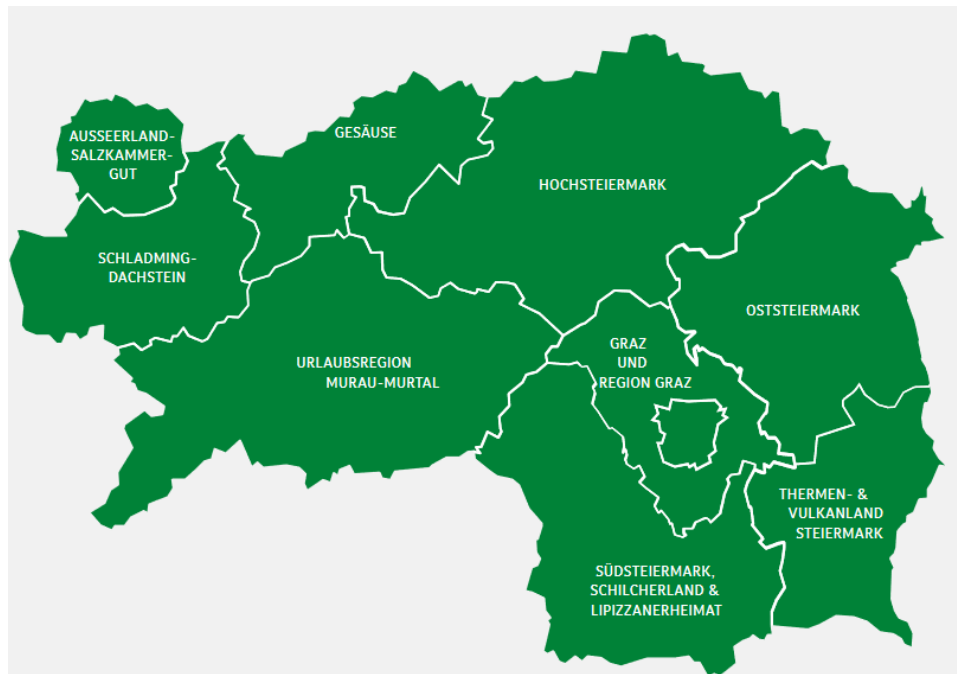 AUSSEERLAND-
SALZKAMMER-
GUT
GESÄUSE
HOCHSTEIERMARK
SCHLADMING-
DACHSTEIN
OSTSTEIERMARK
URLAUBSREGION
MURAU-MURTAL
GRAZ
UND
REGION GRAZ
THERMEN- &
VULKANLAND
STEIERMARK
SÜDSTEIERMARK,
SCHILCHERLAND &
LIPIZZANERHEIMAT